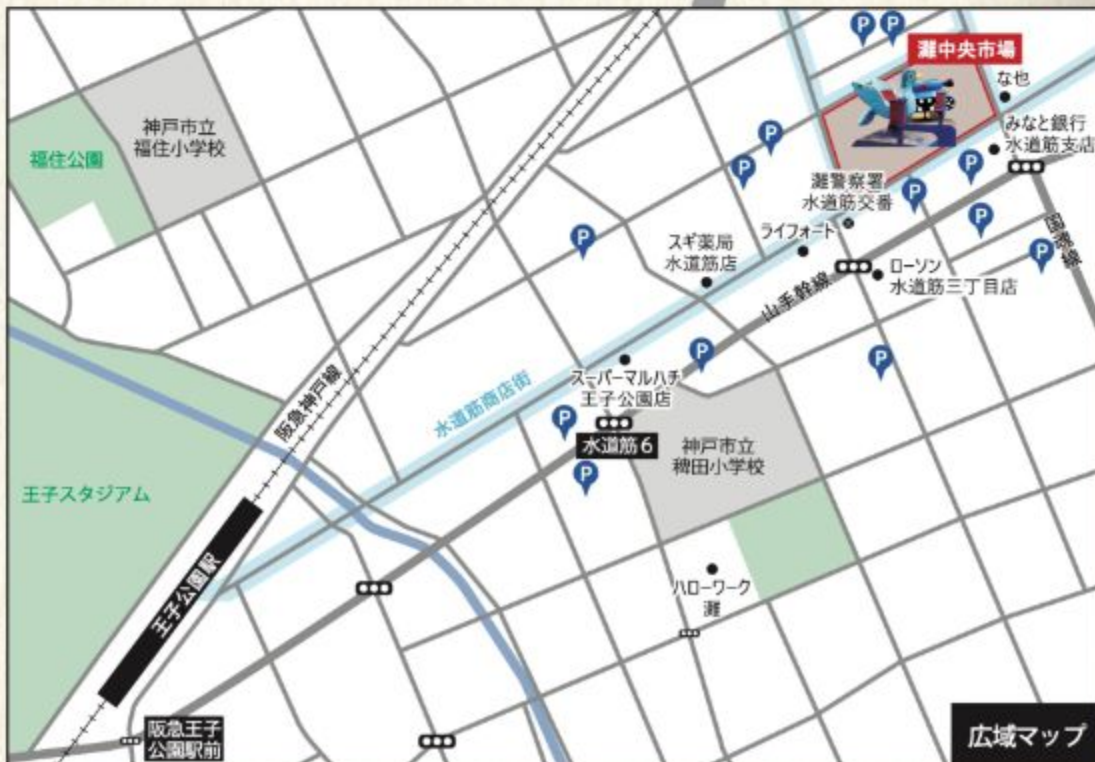 灘中央市場
な也
みなと銀行
水道筋支店
神戸市立
福住小学校
福住公園
灘警察署
水道筋交番
国魂線
ライフォート
スギ薬局
水道筋店
ローソン
水道筋三丁目店
山手幹線
阪急神戸線
水道筋商店街
スーパーマルハチ
王子公園店
水道筋6
神戸市立
稗田小学校
王子スタジアム
王子公園駅
ハローワーク
灘
阪急王子
公園駅前
広域マップ
P
P
P
P
P
P
P
P
P
P
P
P
P